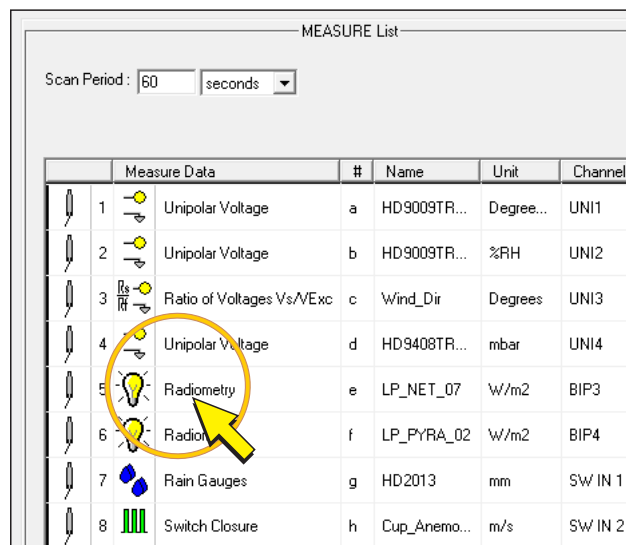 MEASURE List
Scan Period : 60 seconds
Measure Data # Name Unit Channel
1 Unipolar Voltage a HD9009TR... Degree... UNI1
2 Unipolar Voltage b HD9009TR... %RH UNI2
3 Rs Rf Ratio of Voltages Vs/VExc c Wind_Dir Degrees UNI3
4 Unipolar Voltage d HD9408TR... mbar UNI4
5 Radiometry e LP_NET_07 W/m2 BIP3
6 f LP_PYRA_02 W/m2 BIP4
7 Rain Gauges g HD2013 mm SW IN 1
8 Switch Closure h Cup_Anemo... m/s SW IN 2